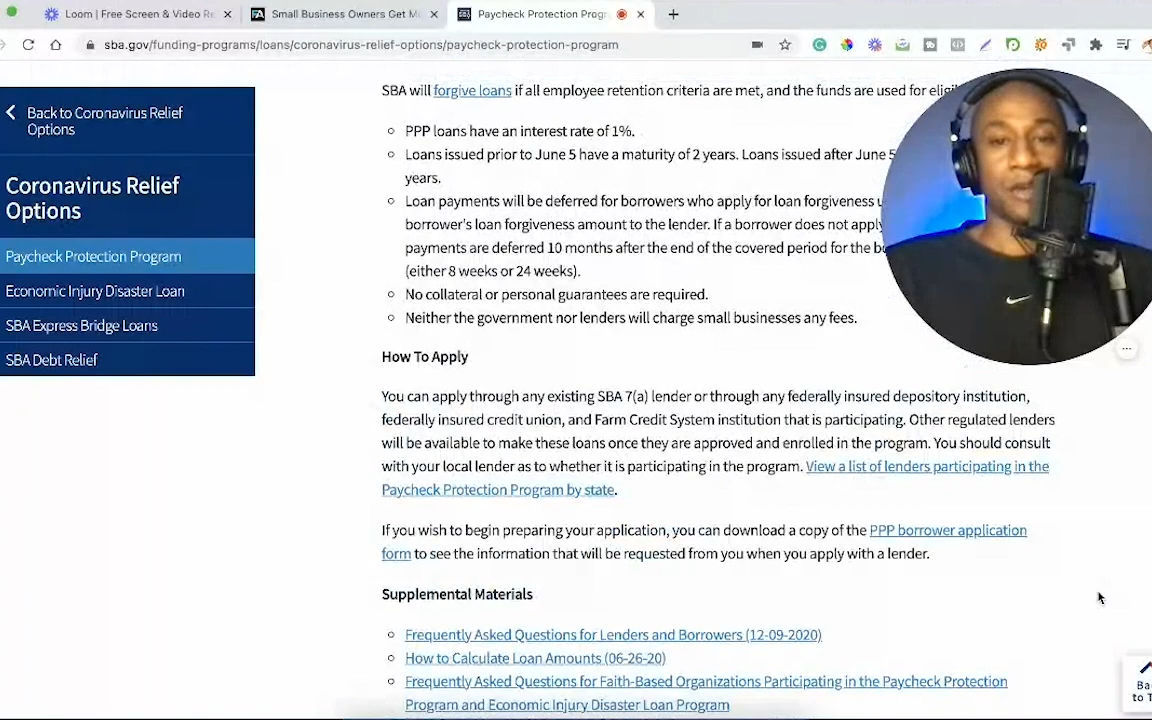 Loom | Free Screen & Video Re
Small Business Owners Get M
Paycheck Protection Progr
sba.gov/funding-programs/loans/coronavirus-relief-options/paycheck-protection-program
Back to Coronavirus Relief
Options
Coronavirus Relief
Options
Paycheck Protection Program
Economic Injury Disaster Loan
SBA Express Bridge Loans
SBA Debt Relief
SBA will forgive loans if all employee retention criteria are met, and the funds are used for elig
PPP loans have an interest rate of 1%.
Loans issued prior to June 5 have a maturity of 2 years. Loans issued after June 5
years.
Loan payments will be deferred for borrowers who apply for loan forgiveness u
borrower's loan forgiveness amount to the lender. If a borrower does not apply
payments are deferred 10 months after the end of the covered period for the bo
(either 8 weeks or 24 weeks).
No collateral or personal guarantees are required.
Neither the government nor lenders will charge small businesses any fees.
How To Apply
You can apply through any existing SBA 7(a) lender or through any federally insured depository institution,
federally insured credit union, and Farm Credit System institution that is participating. Other regulated lenders
will be available to make these loans once they are approved and enrolled in the program. You should consult
with your local lender as to whether it is participating in the program. View a list of lenders participating in the
Paycheck Protection Program by state.
If you wish to begin preparing your application, you can download a copy of the PPP borrower application
form to see the information that will be requested from you when you apply with a lender.
Supplemental Materials
Frequently Asked Questions for Lenders and Borrowers (12-09-2020)
How to Calculate Loan Amounts (06-26-20)
Frequently Asked Questions for Faith-Based Organizations Participating in the Paycheck Protection
Program and Economic Injury Disaster Loan Program
Ba
to T